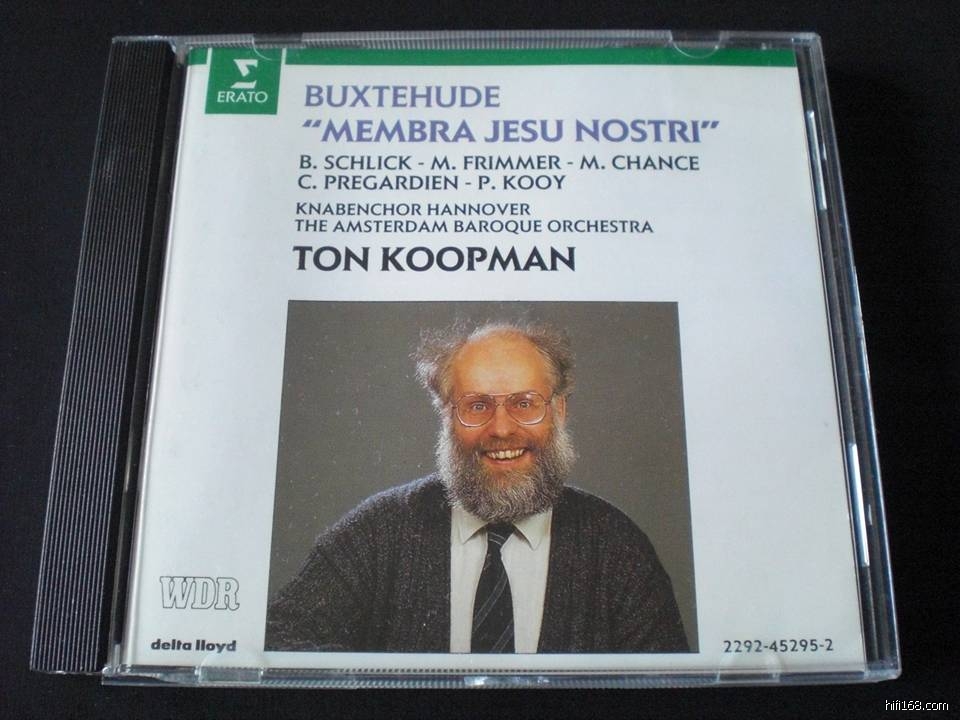 ERATO
BUXTEHUDE
“MEMBRA JESU NOSTRI”
B. SCHLICK - M. FRIMMER - M. CHANCE
C. PREGARDIEN - P. KOOY
KNABENCHOR HANNOVER
THE AMSTERDAM BAROQUE ORCHESTRA
TON KOOPMAN
WDR
delta lloyd
2292-45295-2
hifi168.com